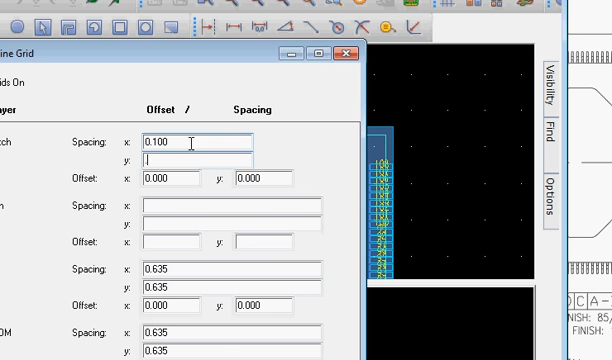 ine Grid
ids On
ayer Offset / Spacing
tch Spacing: x: 0.100
y: .
Offset: x: 0.000 y: 0.000
n Spacing: x:
y:
Offset: x: y:
Spacing: x: 0.635
y: 0.635
Offset: x: 0.000 y: 0.000
OM Spacing: x: 0.635
y: 0.635
Visibility
Find
Options
D C A-
NISH: 85/
FINISH: